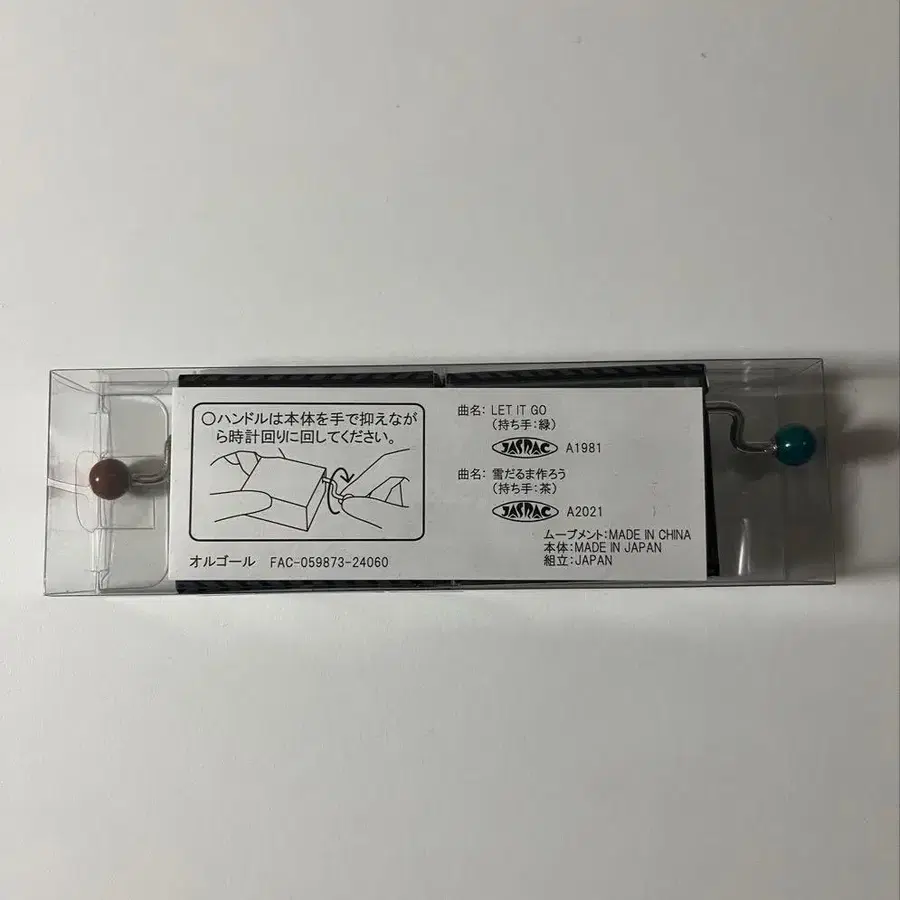 ○ハンドルは本体を手で抑えなが
ら時計回りに回してください。
オルゴール FAC-059873-24060
曲名: LET IT GO
(持ち手:緑)
JASRAC A1981
曲名: 雪だるま作ろう
(持ち手:茶)
JASRAC A2021
ムーブメント:MADE IN CHINA
本体:MADE IN JAPAN
組立:JAPAN